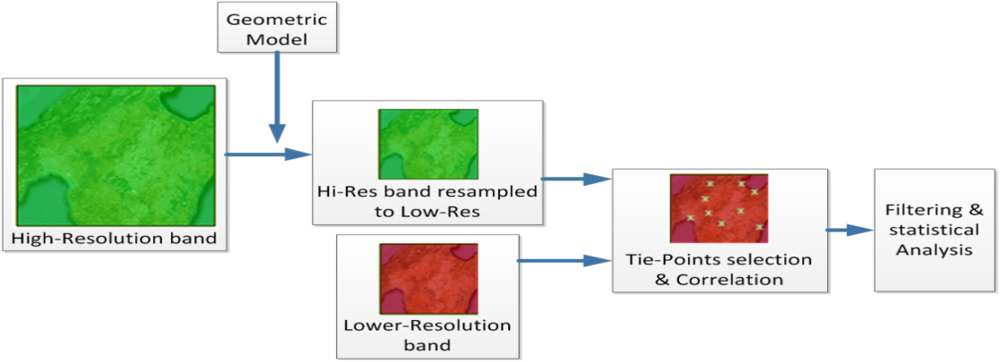 Geometric
Model
High-Resolution band
Hi-Res band resampled
to Low-Res
Lower-Resolution
band
Tie-Points selection
& Correlation
Filtering &
statistical
Analysis